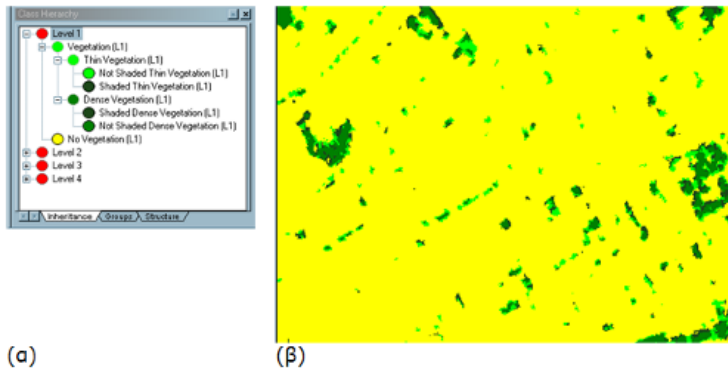 Class Hierarchy
Level 1
Vegetation (L1)
Thin Vegetation (L1)
Not Shaded Thin Vegetation (L1)
Shaded Thin Vegetation (L1)
Dense Vegetation (L1)
Shaded Dense Vegetation (L1)
Not Shaded Dense Vegetation (L1)
No Vegetation (L1)
Level 2
Level 3
Level 4
Inheritance Groups Structure
(α) (β)